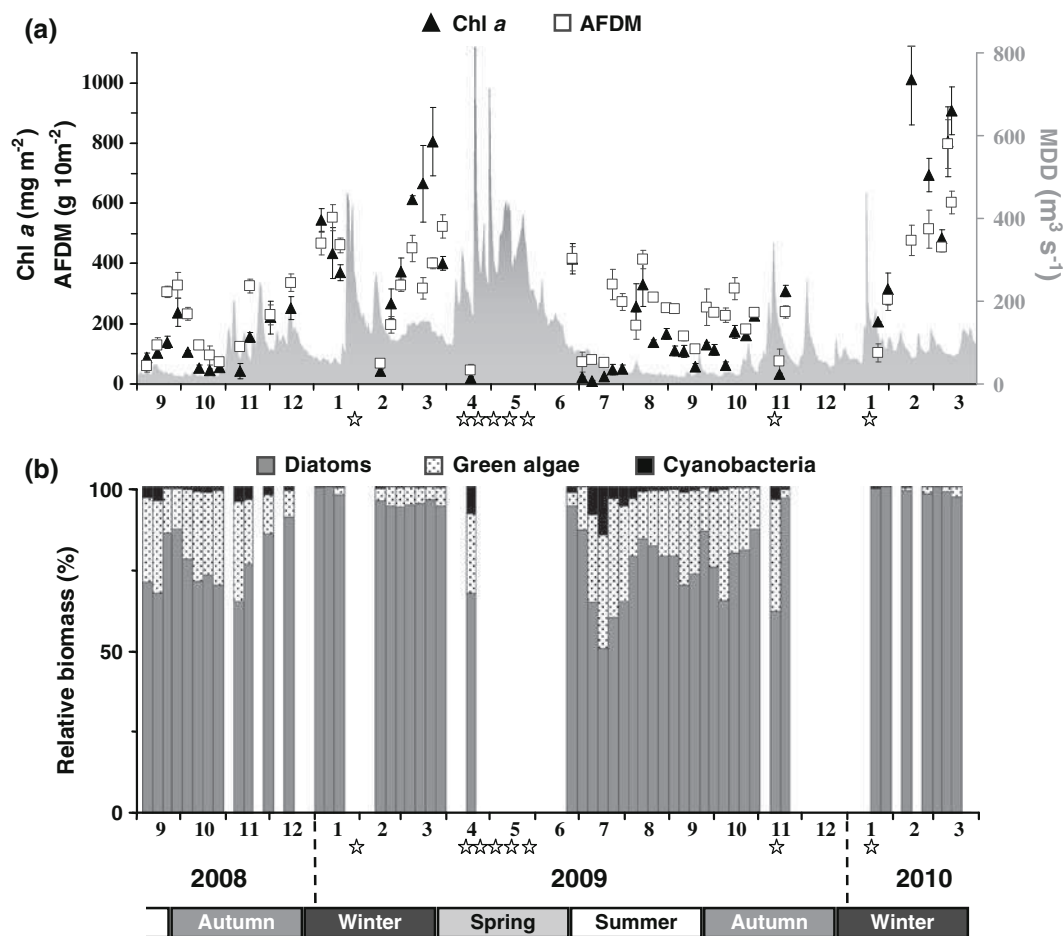 (a)
▲ Chl a □ AFDM
Chl a (mg m-2)
AFDM (g 10m-2)
1000
800
600
400
200
0
MDD (m3 s-1)
800
600
400
200
0
9 10 11 12 1 2 3 4 5 6 7 8 9 10 11 12 1 2 3
☆ ☆☆☆☆☆ ☆ ☆
(b)
Diatoms Green algae Cyanobacteria
Relative biomass (%)
100
50
0
9 10 11 12 1 2 3 4 5 6 7 8 9 10 11 12 1 2 3
☆ ☆☆☆☆☆ ☆ ☆
2008 2009 2010
Autumn Winter Spring Summer Autumn Winter